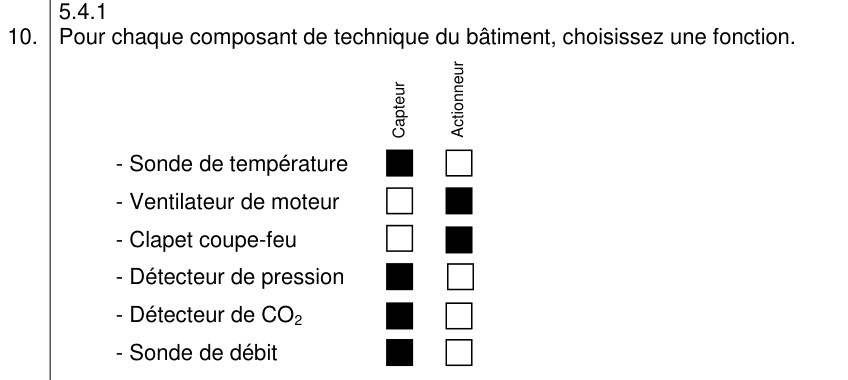 5.4.1
10. Pour chaque composant de technique du bâtiment, choisissez une fonction.
Capteur Actionneur
- Sonde de température
- Ventilateur de moteur
- Clapet coupe-feu
- Détecteur de pression
- Détecteur de CO₂
- Sonde de débit